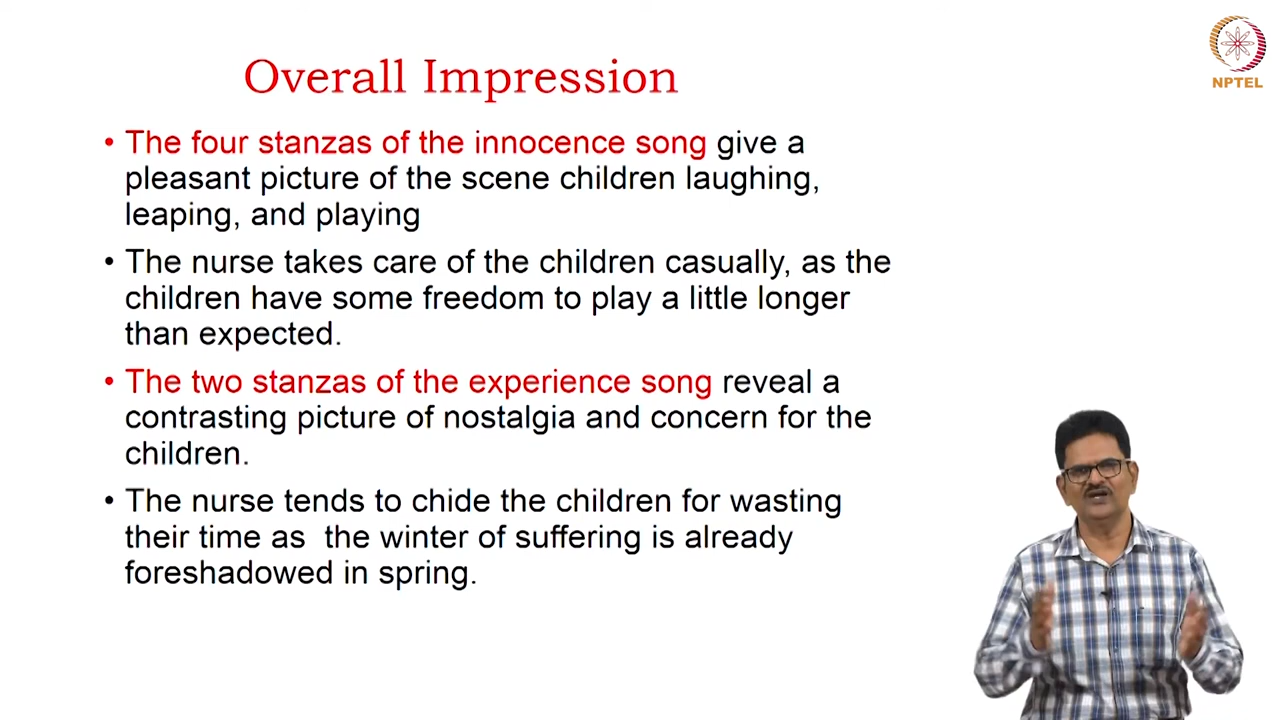 Overall Impression
NPTEL
• The four stanzas of the innocence song give a
pleasant picture of the scene children laughing,
leaping, and playing
• The nurse takes care of the children casually, as the
children have some freedom to play a little longer
than expected.
• The two stanzas of the experience song reveal a
contrasting picture of nostalgia and concern for the
children.
• The nurse tends to chide the children for wasting
their time as  the winter of suffering is already
foreshadowed in spring.